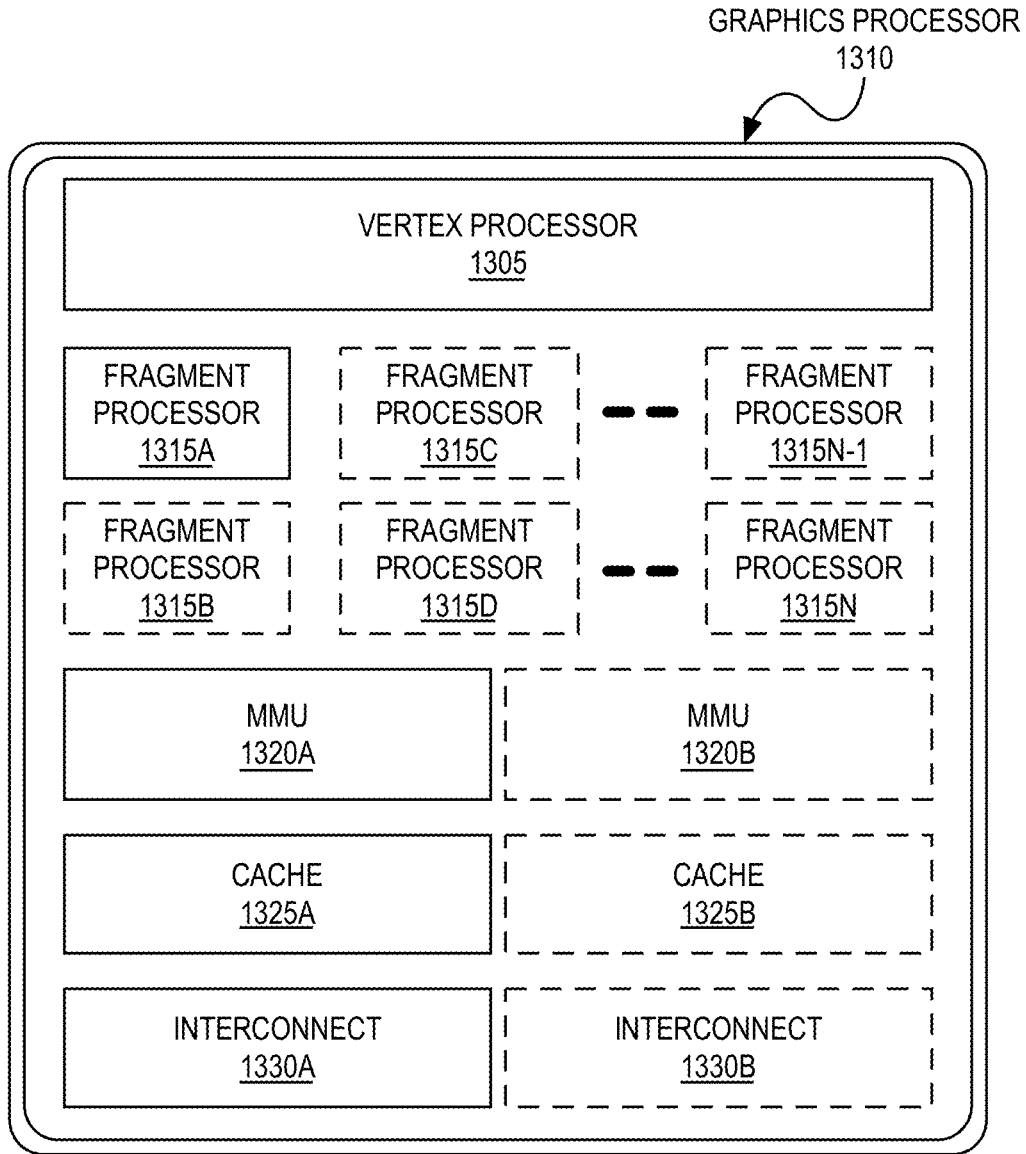 GRAPHICS PROCESSOR
1310
VERTEX PROCESSOR
1305
FRAGMENT
PROCESSOR
1315A
FRAGMENT
PROCESSOR
1315C
FRAGMENT
PROCESSOR
1315N-1
FRAGMENT
PROCESSOR
1315B
FRAGMENT
PROCESSOR
1315D
FRAGMENT
PROCESSOR
1315N
MMU
1320A
MMU
1320B
CACHE
1325A
CACHE
1325B
INTERCONNECT
1330A
INTERCONNECT
1330B